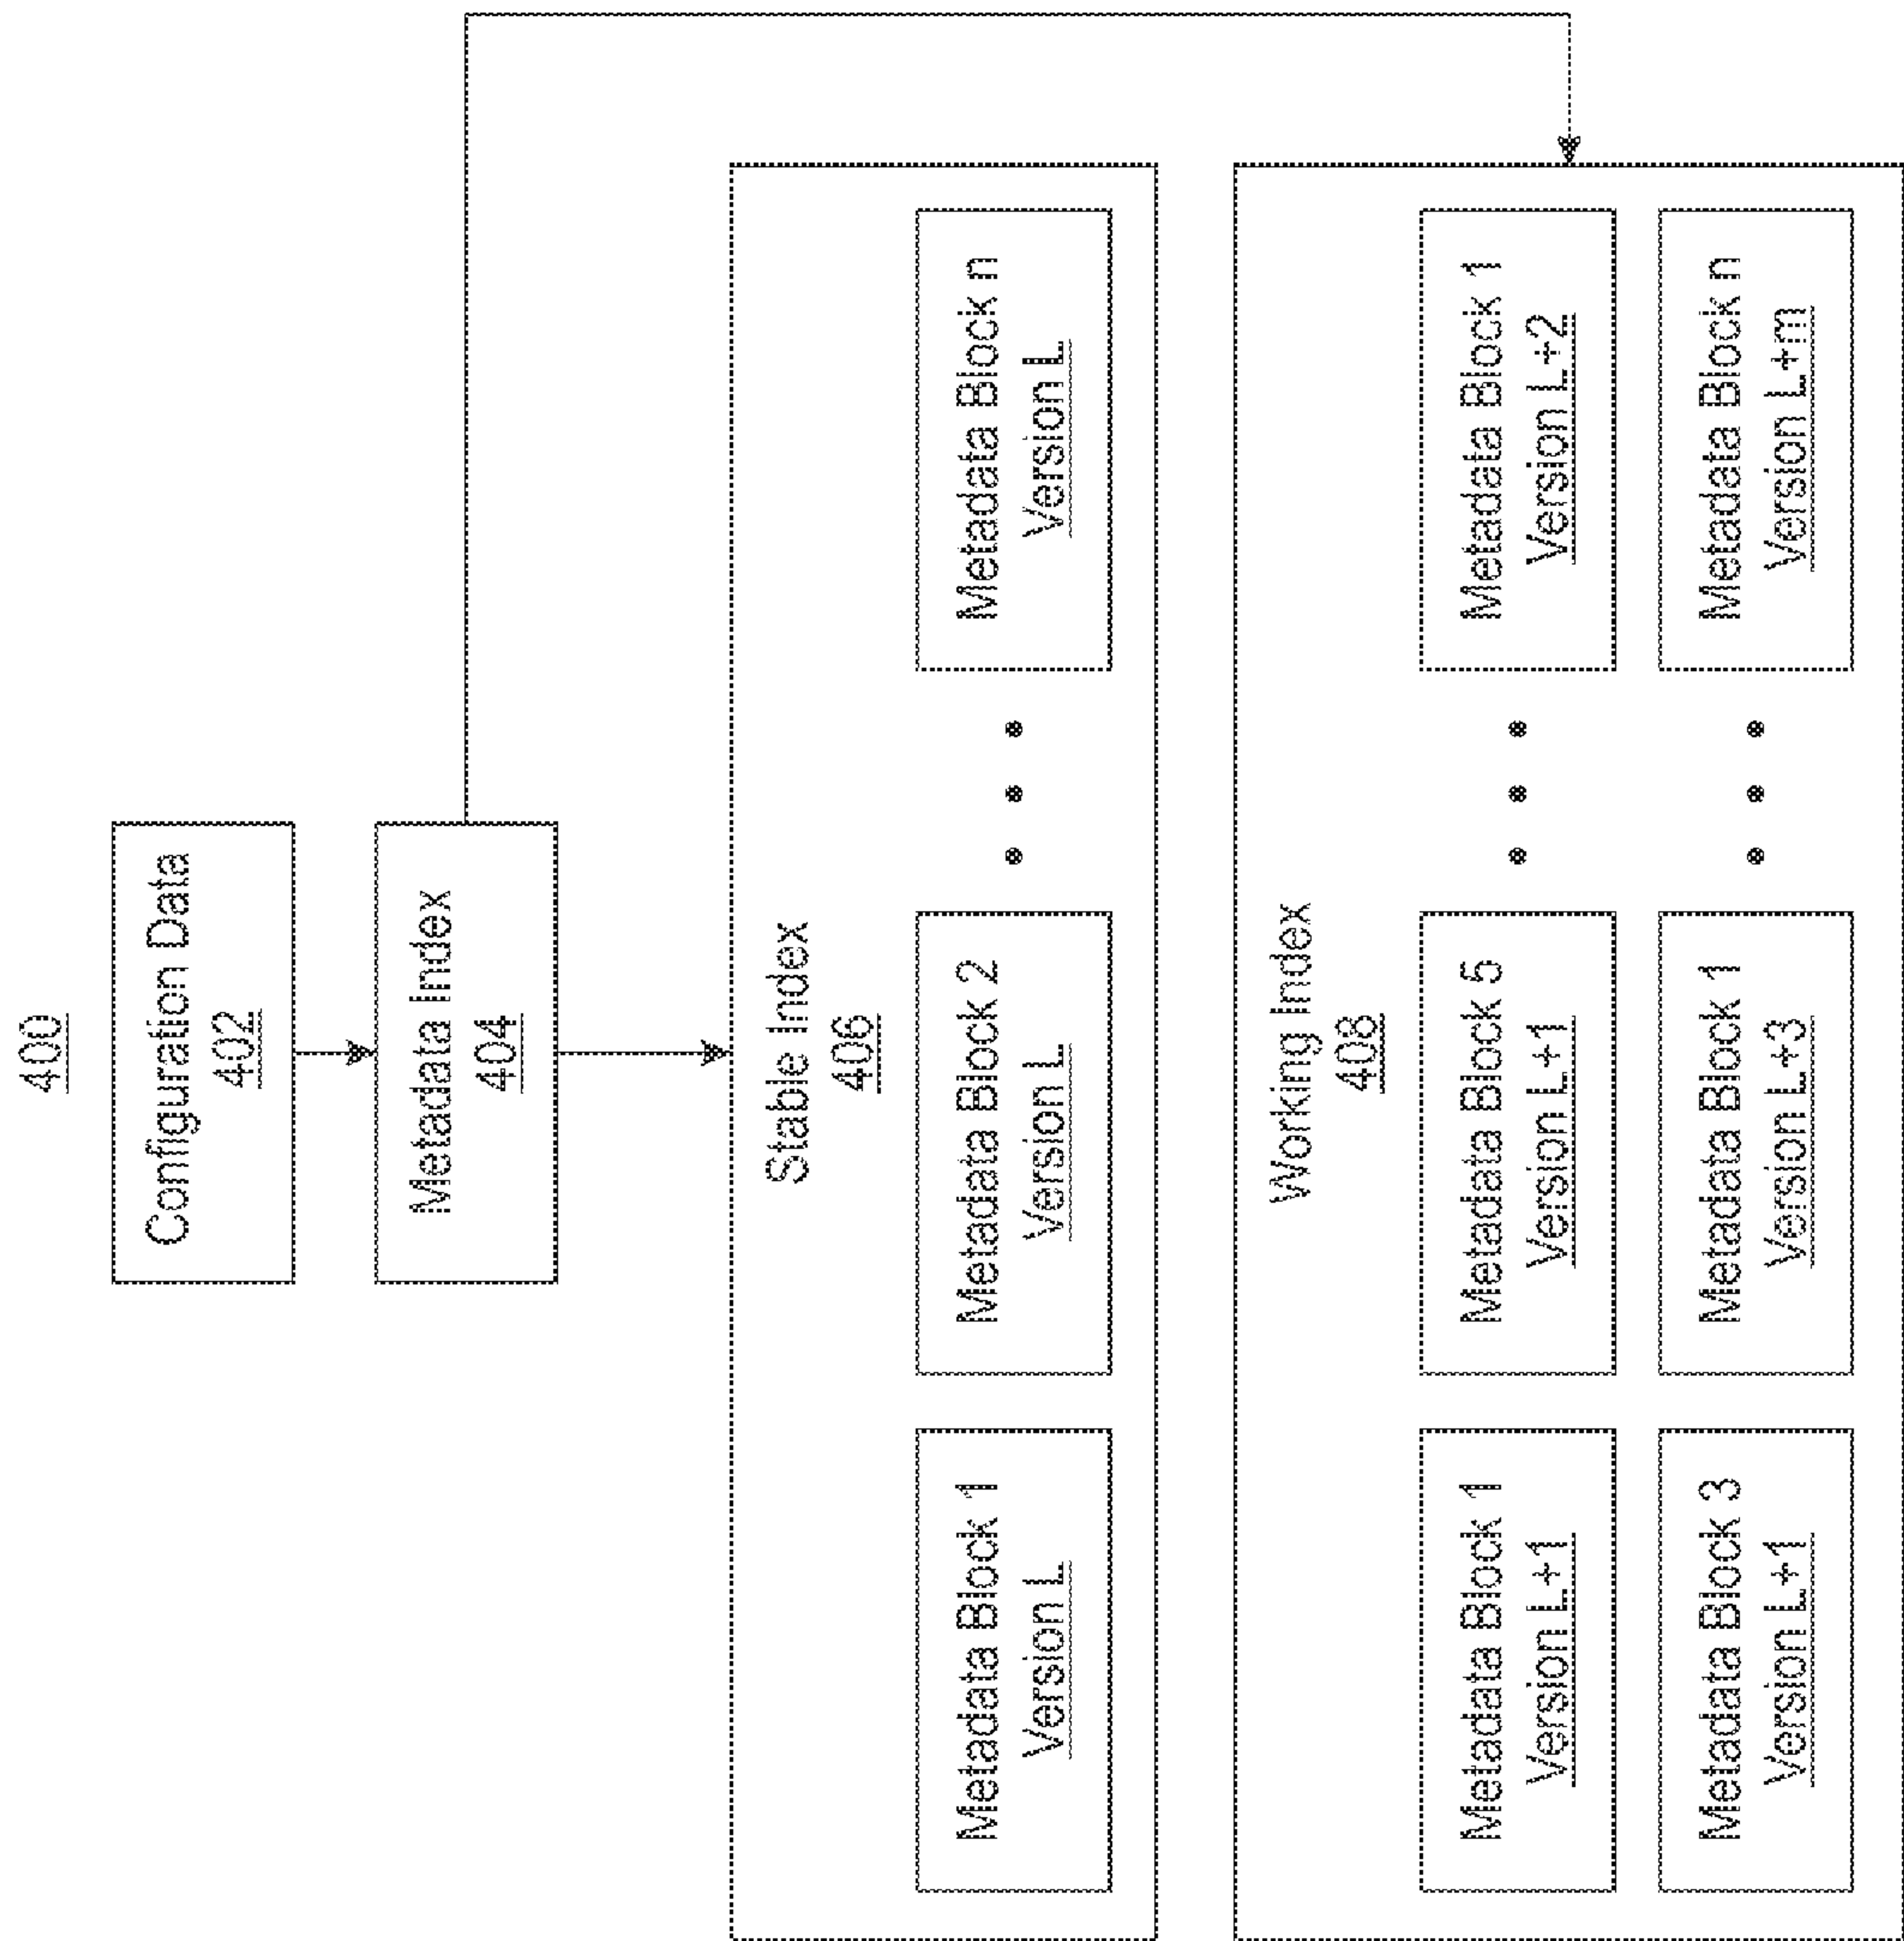 400
Configuration Data
402
Metadata Index
404
Stable Index
406
Metadata Block 1
Version L
Metadata Block 2
Version L
Metadata Block n
Version L
Working Index
408
Metadata Block 1
Version L+1
Metadata Block 5
Version L+1
Metadata Block 1
Version L+2
Metadata Block 3
Version L+1
Metadata Block 1
Version L+3
Metadata Block n
Version L+m